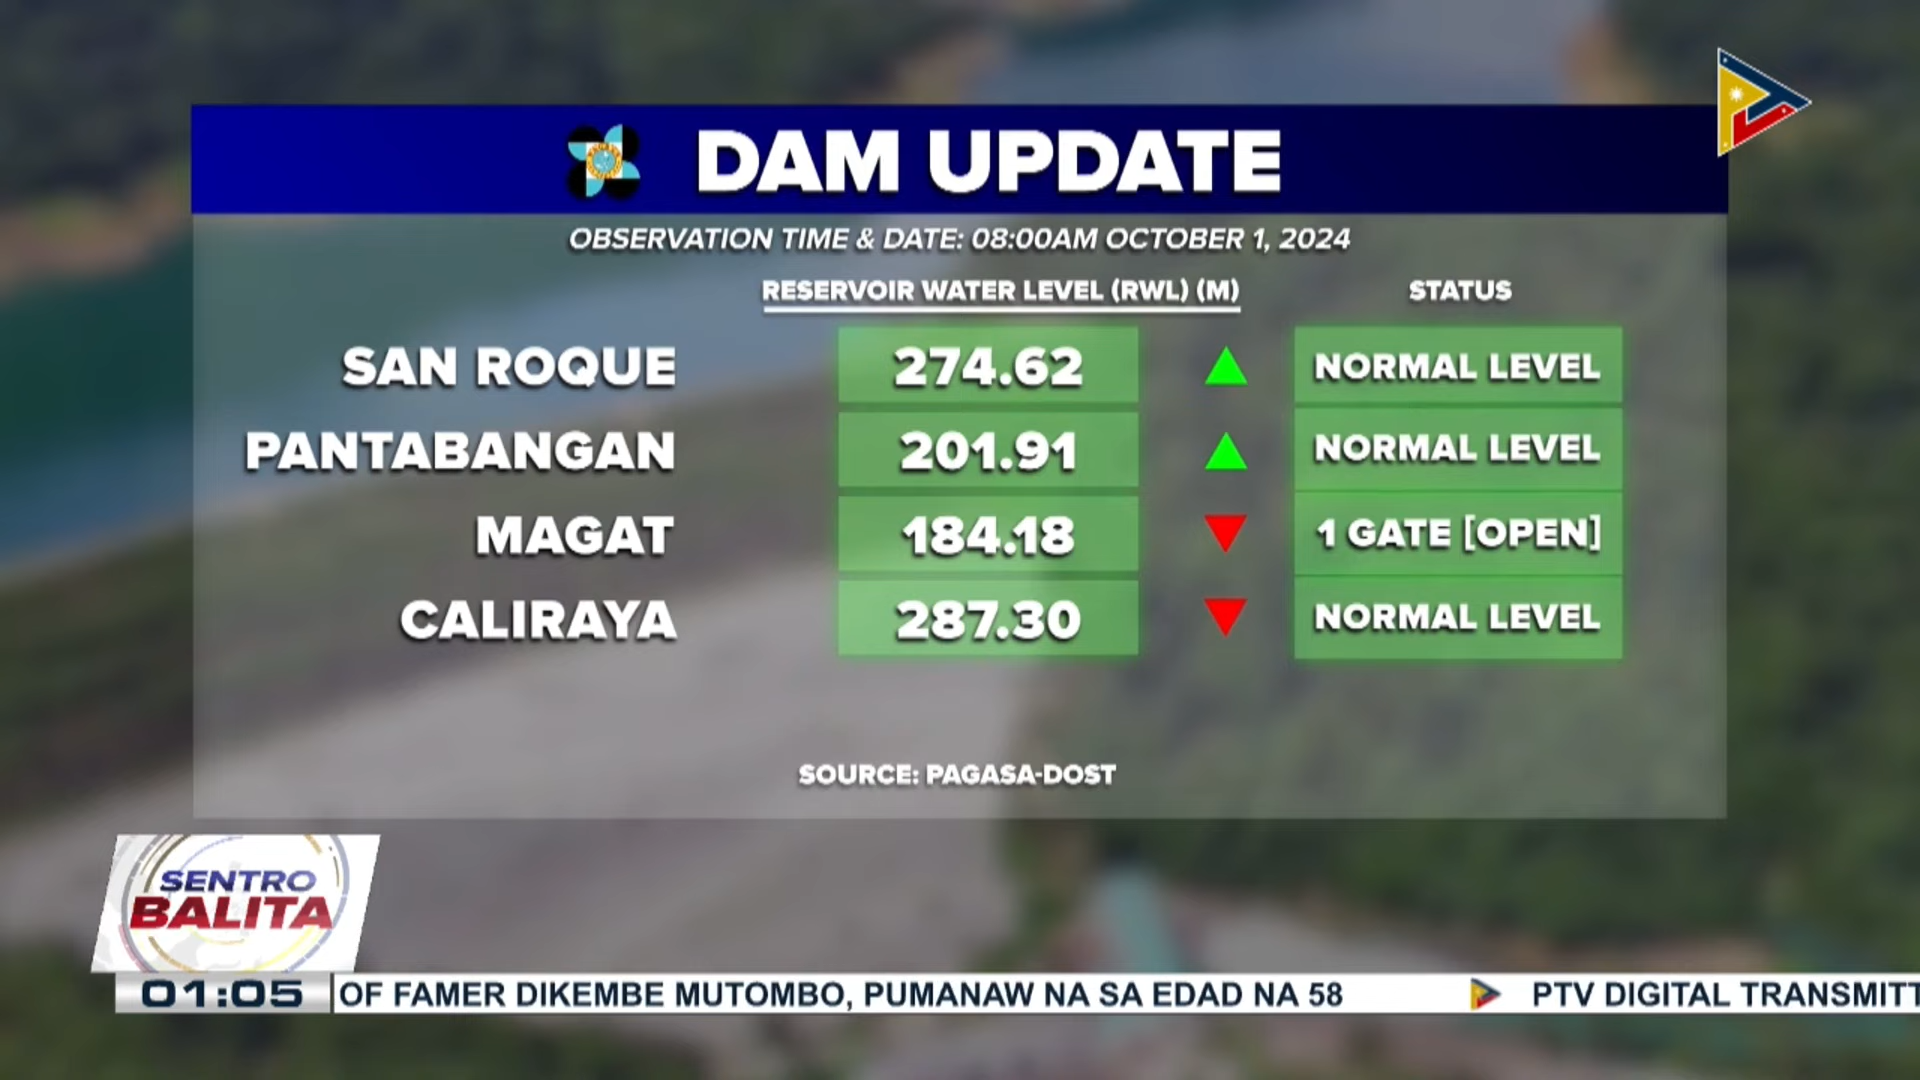 DAM UPDATE
OBSERVATION TIME & DATE: 08:00AM OCTOBER 1, 2024
RESERVOIR WATER LEVEL (RWL) (M) STATUS
SAN ROQUE 274.62 NORMAL LEVEL
PANTABANGAN 201.91 NORMAL LEVEL
MAGAT 184.18 1 GATE [OPEN]
CALIRAYA 287.30 NORMAL LEVEL
SOURCE: PAGASA-DOST
SENTRO
BALITA
01:05 OF FAMER DIKEMBE MUTOMBO, PUMANAW NA SA EDAD NA 58 PTV DIGITAL TRANSMITT